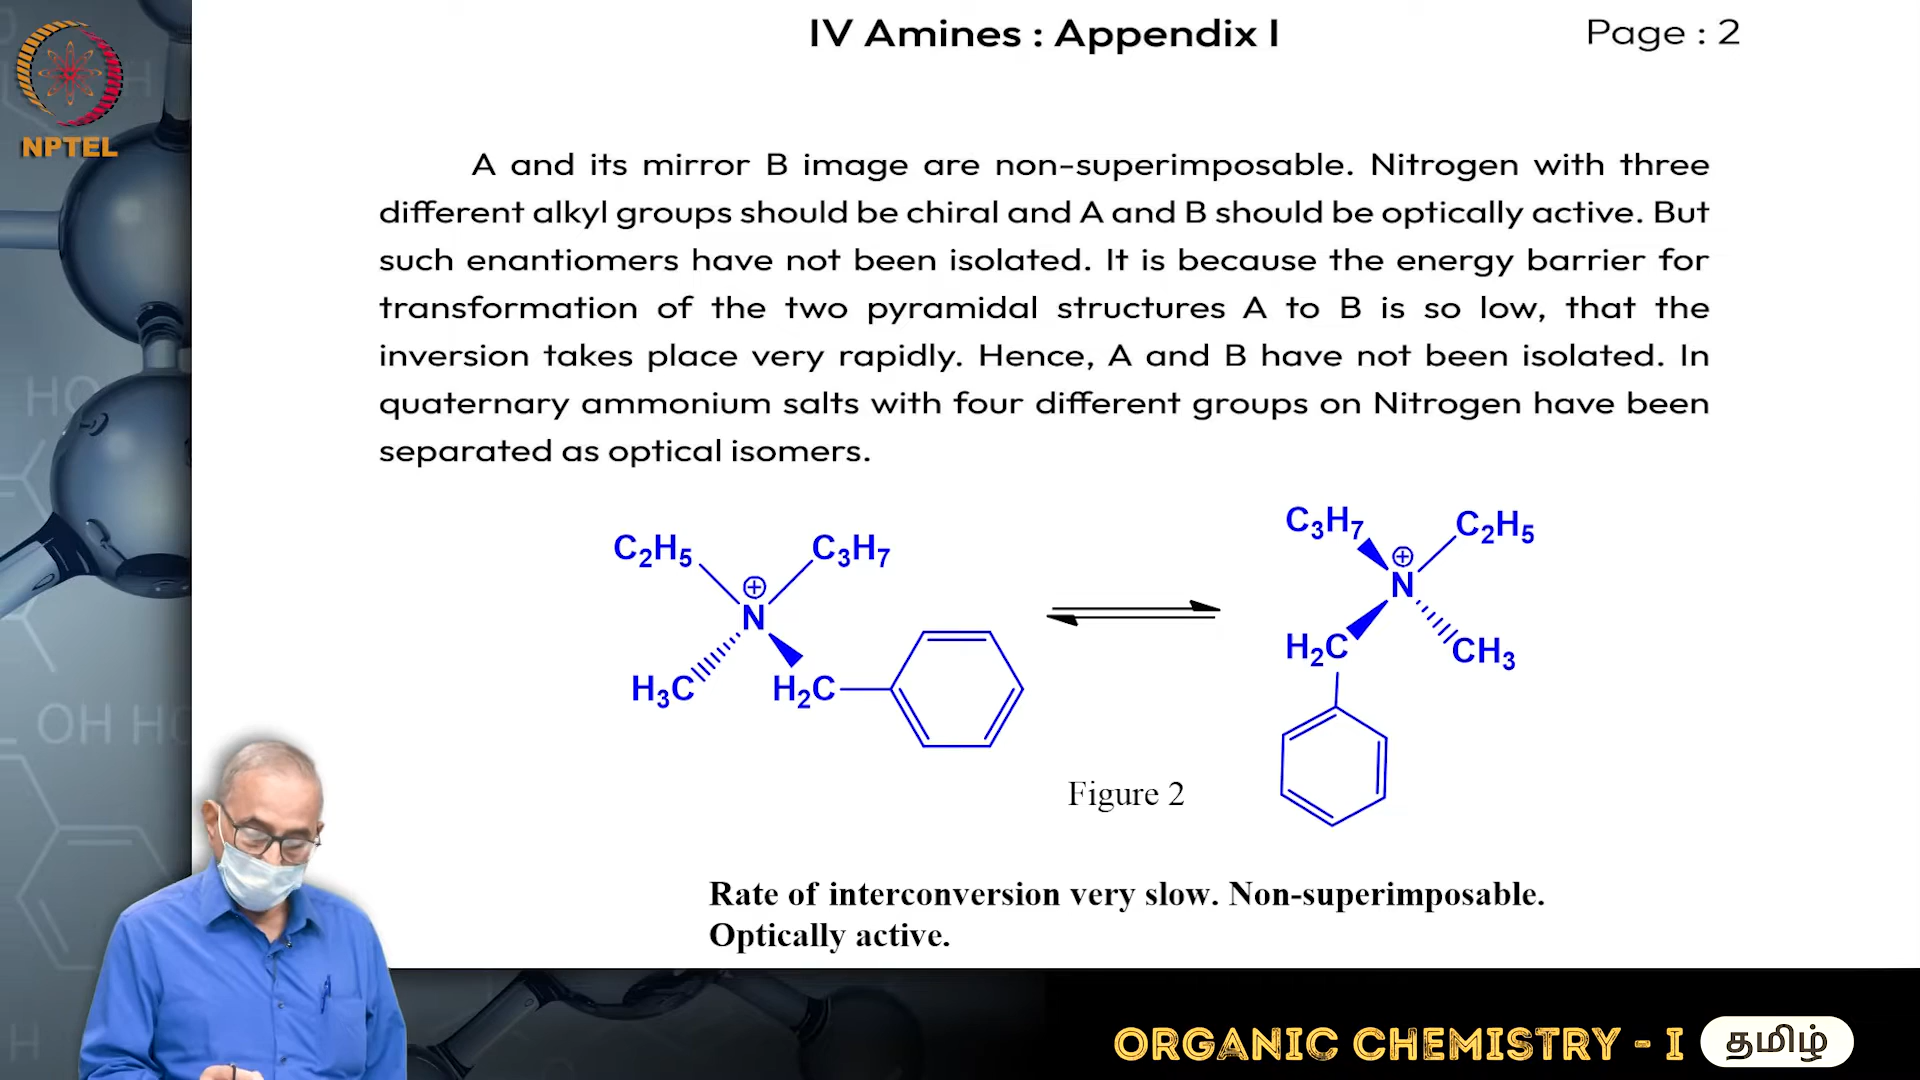 IV Amines : Appendix I
Page : 2
NPTEL
A and its mirror B image are non-superimposable. Nitrogen with three
different alkyl groups should be chiral and A and B should be optically active. But
such enantiomers have not been isolated. It is because the energy barrier for
transformation of the two pyramidal structures A to B is so low, that the
inversion takes place very rapidly. Hence, A and B have not been isolated. In
quaternary ammonium salts with four different groups on Nitrogen have been
separated as optical isomers.
C2H5 C3H7
⊕
N
H3C H2C
C3H7 C2H5
⊕
N
H2C CH3
Figure 2
Rate of interconversion very slow. Non-superimposable.
Optically active.
HO
OH HO
H
ORGANIC CHEMISTRY - I தமிழ்